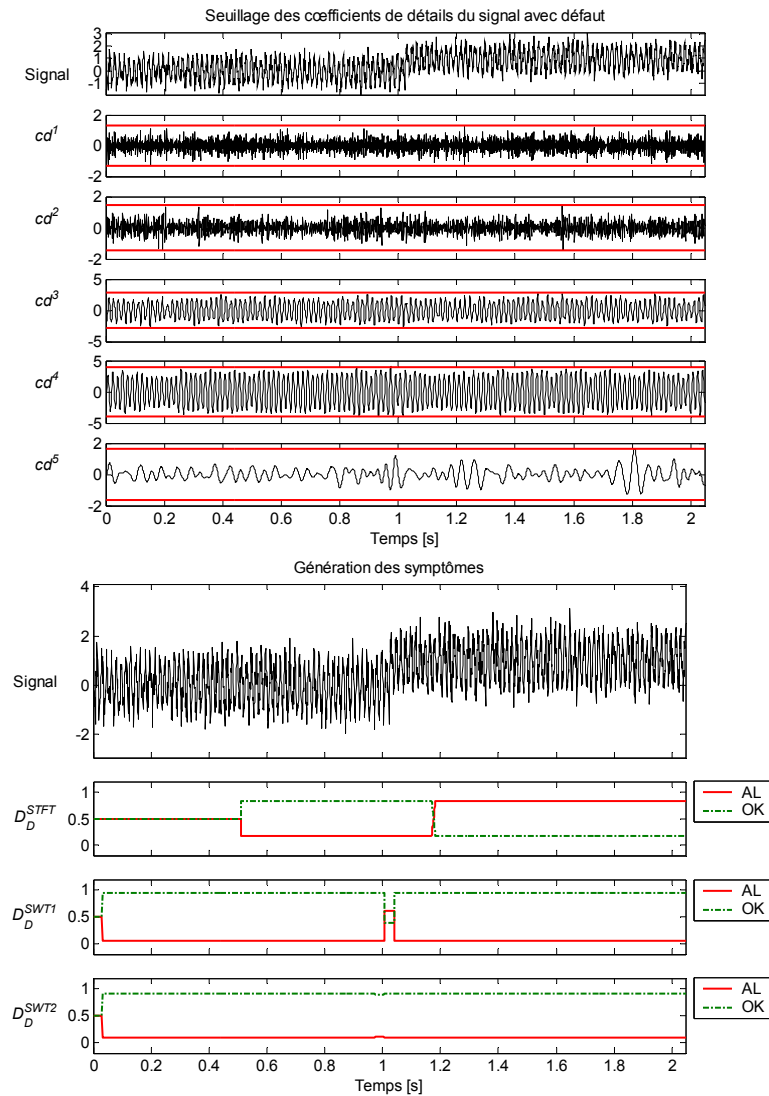 Seuillage des cœfficients de détails du signal avec défaut
3
2
1
0
-1
Signal
2
0
-2
cd¹
2
0
-2
cd²
5
0
-5
cd³
5
0
-5
cd⁴
2
0
-2
cd⁵
0 0.2 0.4 0.6 0.8 1 1.2 1.4 1.6 1.8 2
Temps [s]
Génération des symptômes
4
2
0
-2
Signal
1
0.5
0
D_D^STFT
AL
OK
1
0.5
0
D_D^SWT1
AL
OK
1
0.5
0
D_D^SWT2
AL
OK
0 0.2 0.4 0.6 0.8 1 1.2 1.4 1.6 1.8 2
Temps [s]